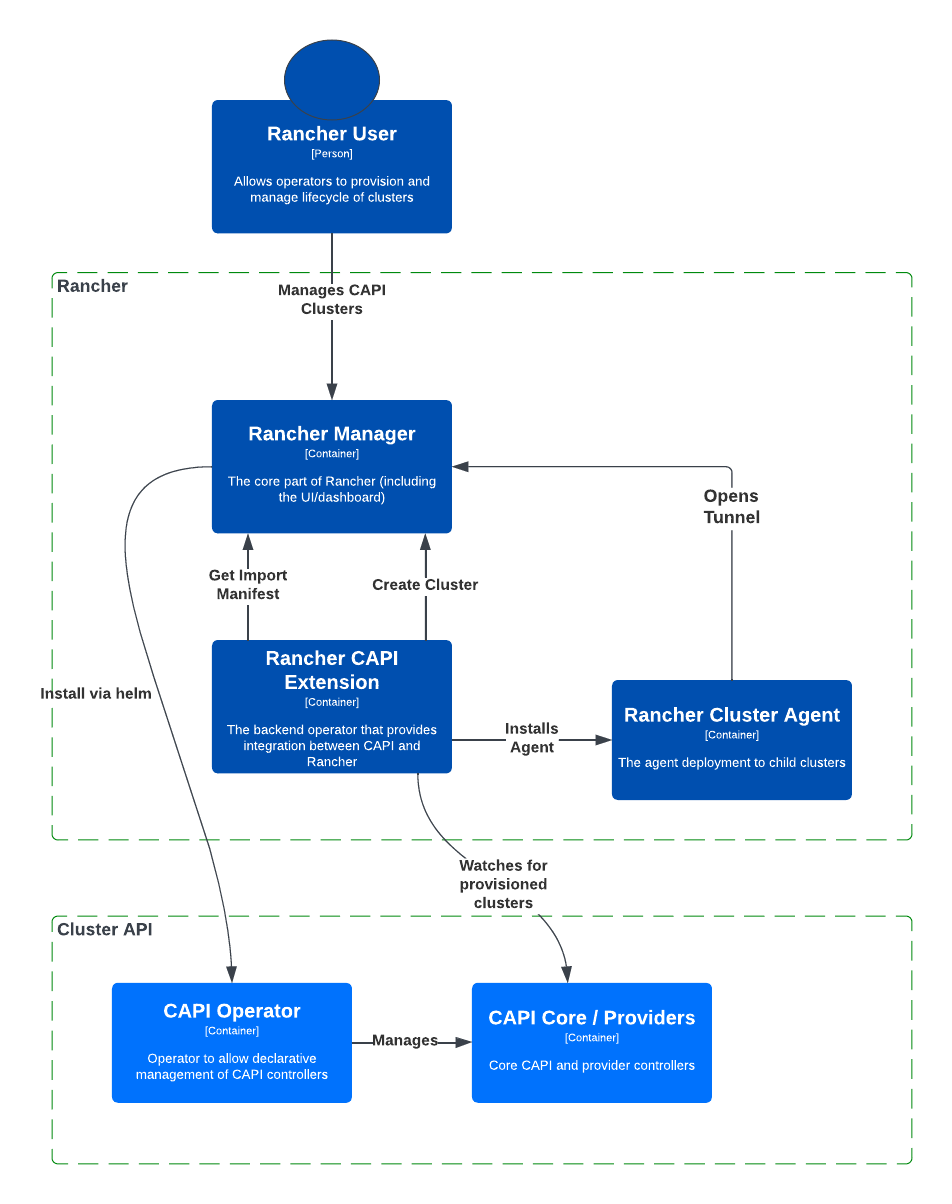 Rancher User
[Person]
Allows operators to provision and
manage lifecycle of clusters
Rancher
Manages CAPI
Clusters
Rancher Manager
[Container]
The core part of Rancher (including
the UI/dashboard)
Opens
Tunnel
Get Import
Manifest
Create Cluster
Rancher CAPI
Extension
[Container]
The backend operator that provides
integration between CAPI and
Rancher
Install via helm
Installs
Agent
Rancher Cluster Agent
[Container]
The agent deployment to child clusters
Watches for
provisioned
clusters
Cluster API
CAPI Operator
[Container]
Operator to allow declarative
management of CAPI controllers
Manages
CAPI Core / Providers
[Container]
Core CAPI and provider controllers